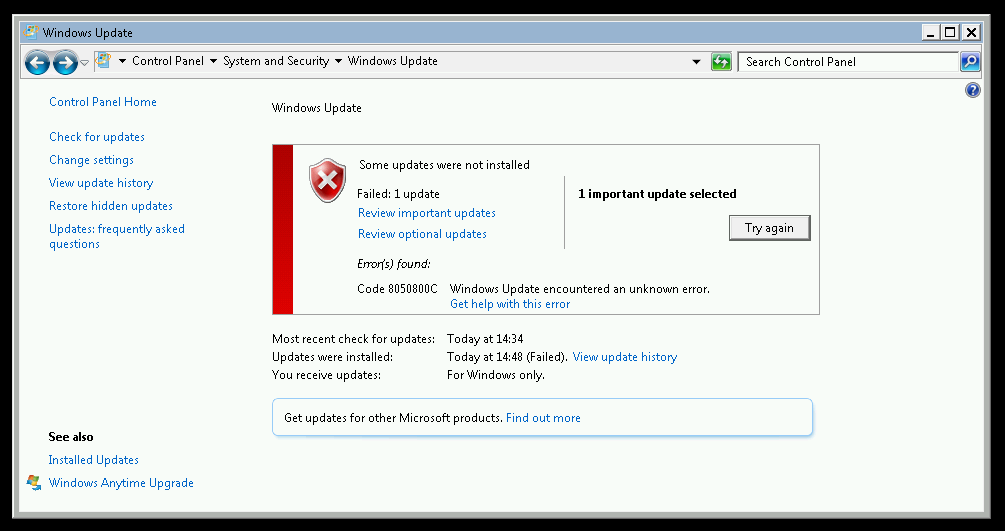 Windows Update
Control Panel System and Security Windows Update
Search Control Panel
Control Panel Home
Check for updates
Change settings
View update history
Restore hidden updates
Updates: frequently asked
questions
See also
Installed Updates
Windows Anytime Upgrade
Windows Update
Some updates were not installed
Failed: 1 update
Review important updates
Review optional updates
1 important update selected
Try again
Error(s) found:
Code 8050800C Windows Update encountered an unknown error.
Get help with this error
Most recent check for updates: Today at 14:34
Updates were installed: Today at 14:48 (Failed). View update history
You receive updates: For Windows only.
Get updates for other Microsoft products. Find out more